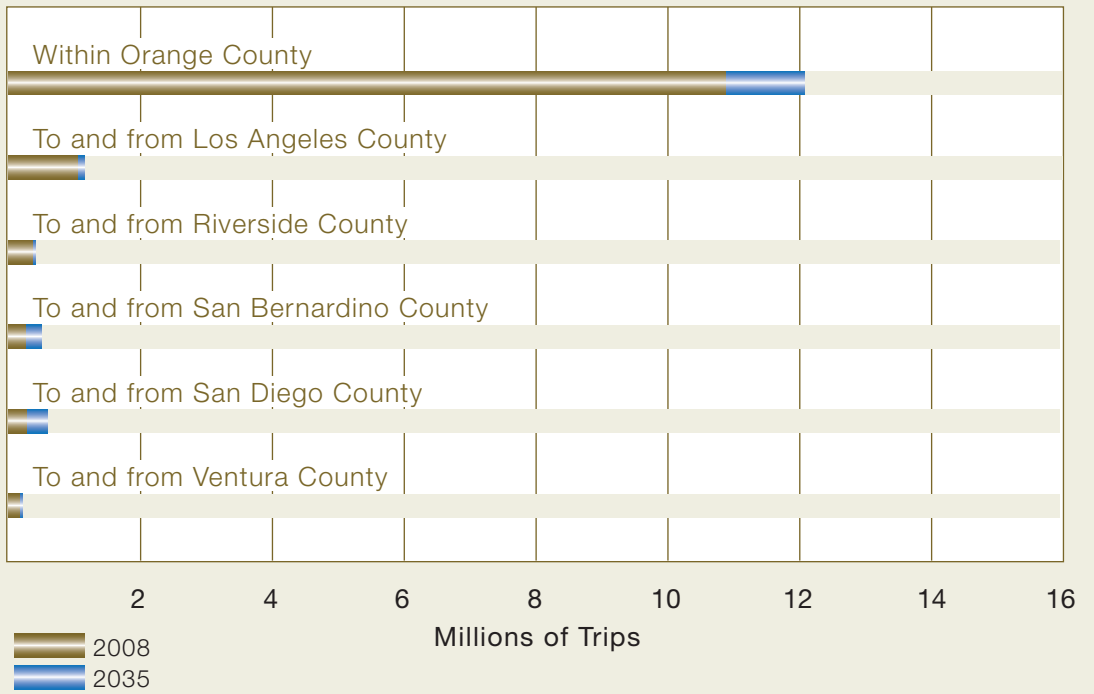 Within Orange County
To and from Los Angeles County
To and from Riverside County
To and from San Bernardino County
To and from San Diego County
To and from Ventura County
2 4 6 8 10 12 14 16
Millions of Trips
2008
2035